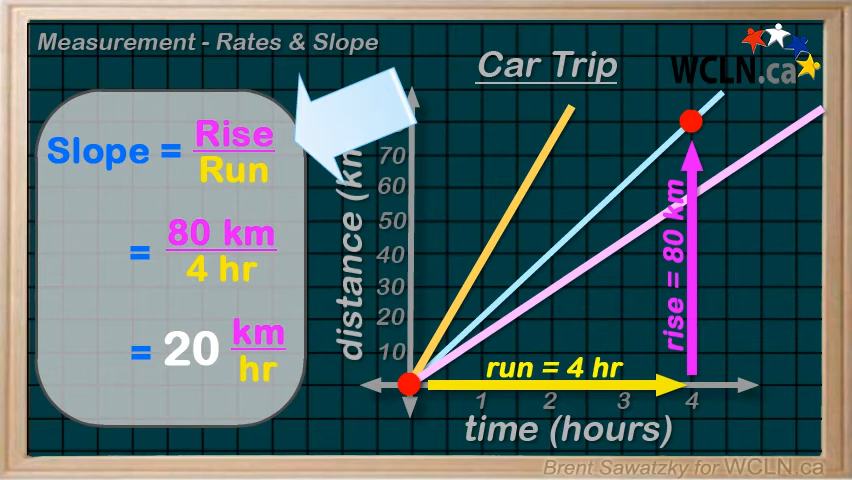 Measurement - Rates & Slope
Car Trip
WCLN.ca
Slope = Rise
Run
= 80 km
4 hr
= 20 km
hr
distance (km
70
60
50
40
30
20
10
rise = 80 km
run = 4 hr
1 2 3 4
time (hours)
Brent Sawatzky for WCLN.ca